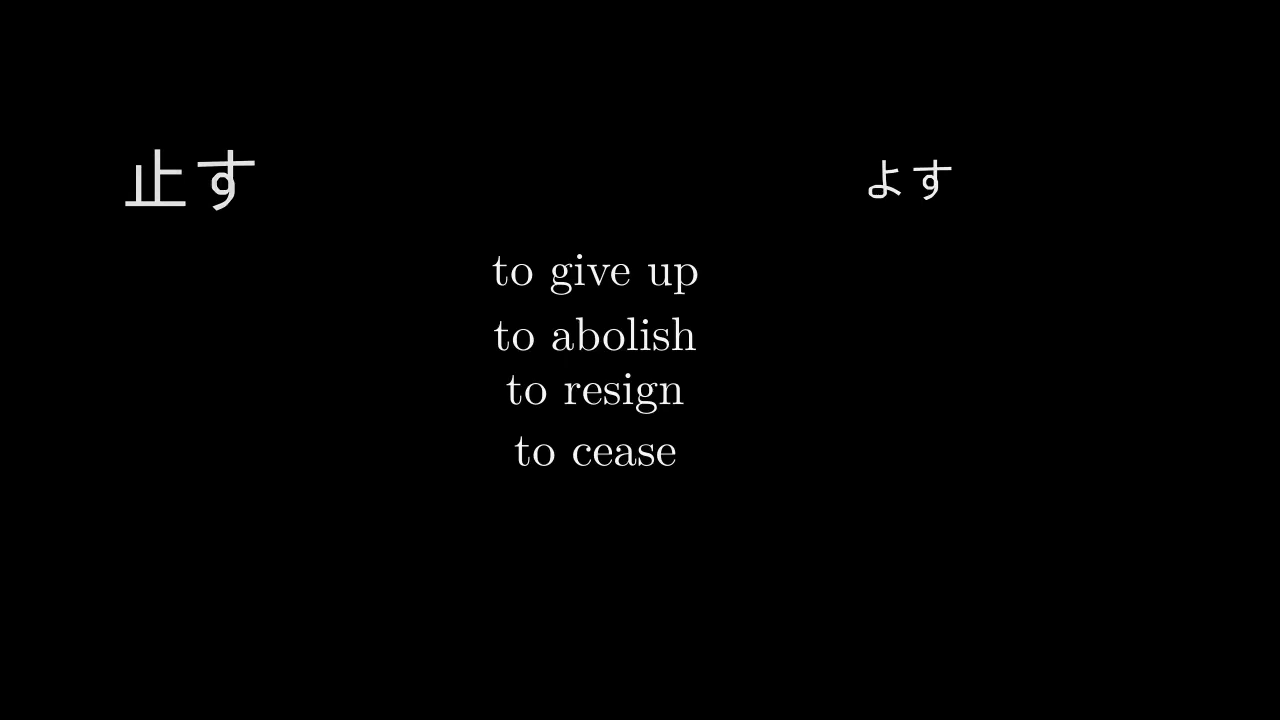 止す
よす
to give up
to abolish
to resign
to cease